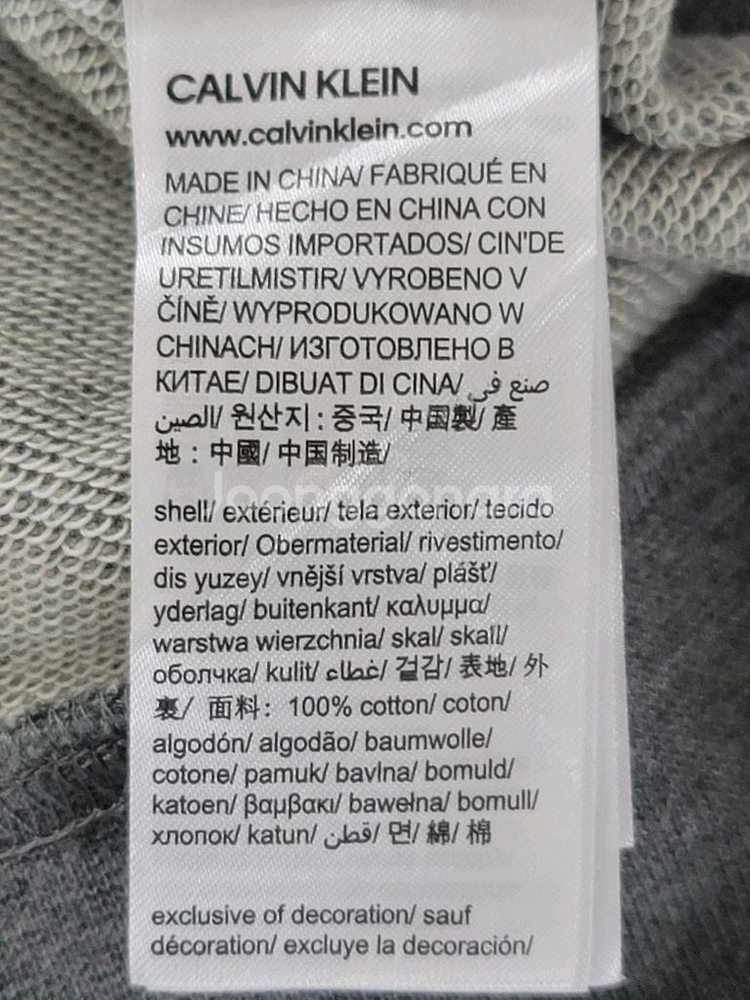 CALVIN KLEIN
www.calvinklein.com
MADE IN CHINA/ FABRIQUÉ EN
CHINE/ HECHO EN CHINA CON
INSUMOS IMPORTADOS/ CIN'DE
URETILMISTIR/ VYROBENO V
ČÍNĚ/ WYPRODUKOWANO W
CHINACH/ ИЗГОТОВЛЕНО В
КИТАЕ/ DIBUAT DI CINA/ صنع في
الصين/ 원산지 : 중국/ 中国製/ 產
地 : 中國/ 中国制造/
shell/ extérieur/ tela exterior/ tecido
exterior/ Obermaterial/ rivestimento/
dis yuzey/ vnější vrstva/ plášť/
yderlag/ buitenkant/ καλυμμα/
warstwa wierzchnia/ skal/ skall/
оболчка/ kulit/ غطاء/ 겉감/ 表地/ 外
裏/ 面料: 100% cotton/ coton/
algodón/ algodão/ baumwolle/
cotone/ pamuk/ bavlna/ bomuld/
katoen/ βαμβακι/ bawełna/ bomull/
хлопок/ katun/ قطن/ 면/ 綿/ 棉
exclusive of decoration/ sauf
décoration/ excluye la decoración/